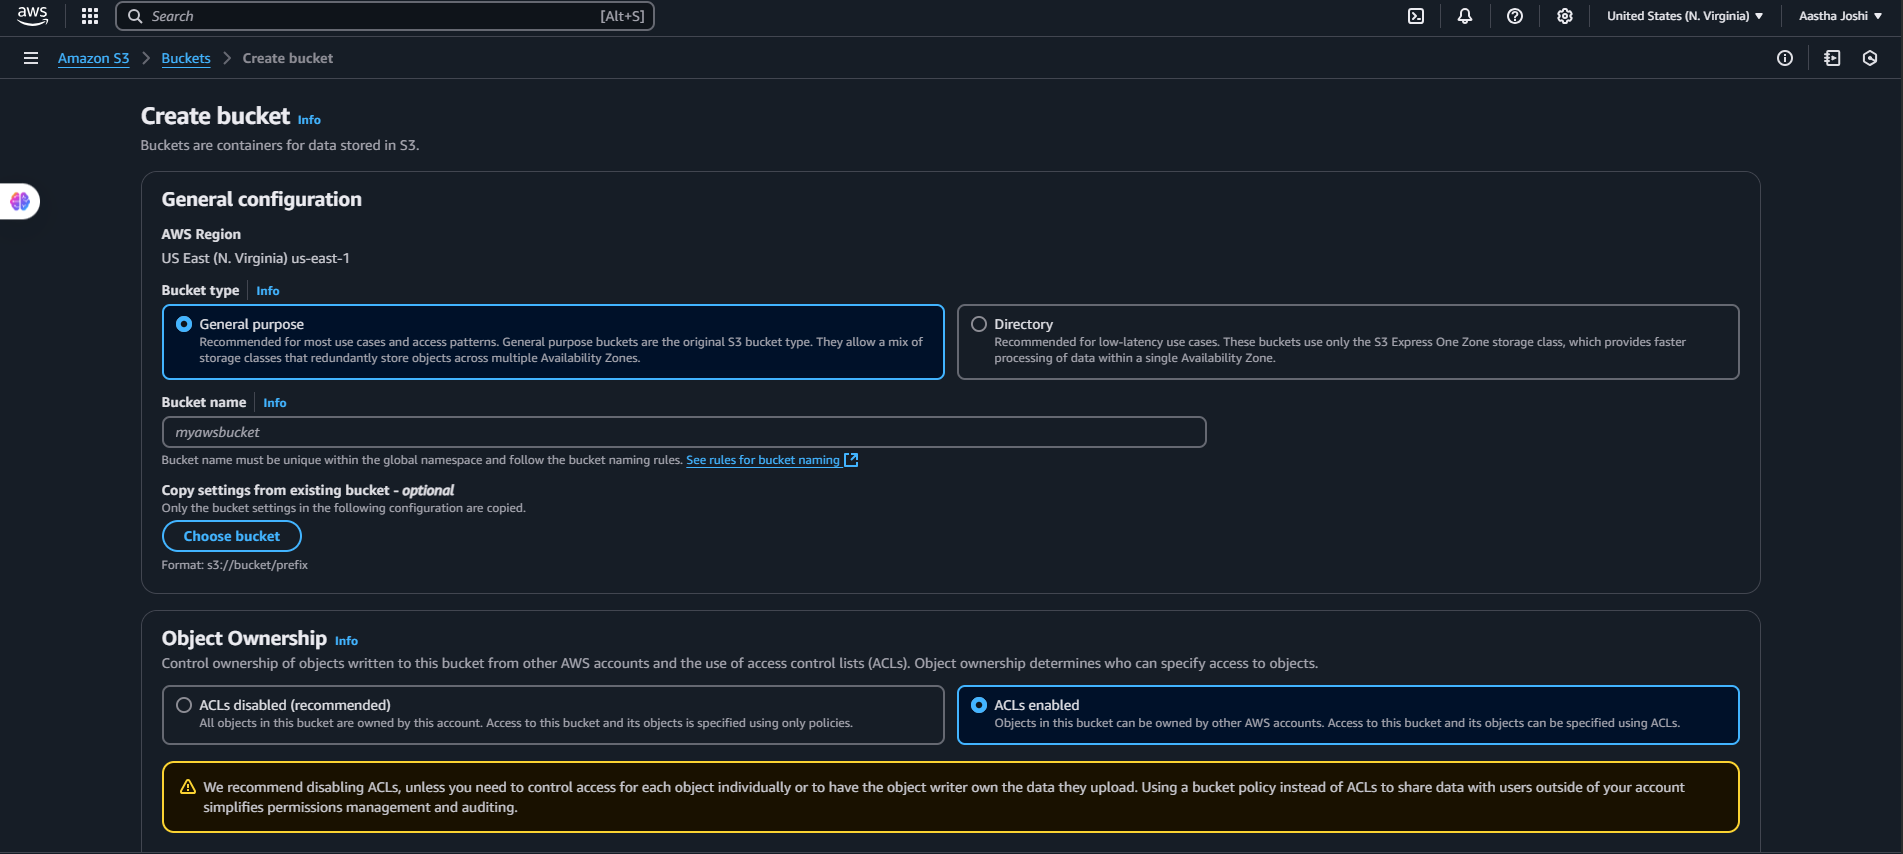 aws
Search
[Alt+S]
United States (N. Virginia)
Aastha Joshi
Amazon S3
Buckets
Create bucket
Create bucket Info
Buckets are containers for data stored in S3.
General configuration
AWS Region
US East (N. Virginia) us-east-1
Bucket type Info
General purpose
Recommended for most use cases and access patterns. General purpose buckets are the original S3 bucket type. They allow a mix of
storage classes that redundantly store objects across multiple Availability Zones.
Directory
Recommended for low-latency use cases. These buckets use only the S3 Express One Zone storage class, which provides faster
processing of data within a single Availability Zone.
Bucket name Info
myawsbucket
Bucket name must be unique within the global namespace and follow the bucket naming rules. See rules for bucket naming
Copy settings from existing bucket - optional
Only the bucket settings in the following configuration are copied.
Choose bucket
Format: s3://bucket/prefix
Object Ownership Info
Control ownership of objects written to this bucket from other AWS accounts and the use of access control lists (ACLs). Object ownership determines who can specify access to objects.
ACLs disabled (recommended)
All objects in this bucket are owned by this account. Access to this bucket and its objects is specified using only policies.
ACLs enabled
Objects in this bucket can be owned by other AWS accounts. Access to this bucket and its objects can be specified using ACLs.
We recommend disabling ACLs, unless you need to control access for each object individually or to have the object writer own the data they upload. Using a bucket policy instead of ACLs to share data with users outside of your account
simplifies permissions management and auditing.